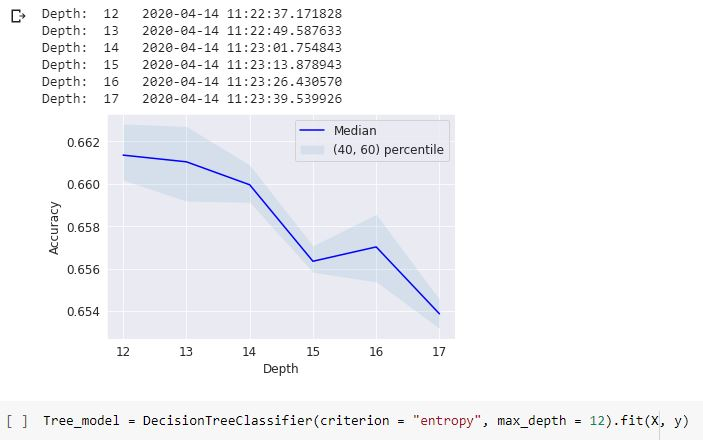 Depth:  12   2020-04-14 11:22:37.171828
Depth:  13   2020-04-14 11:22:49.587633
Depth:  14   2020-04-14 11:23:01.754843
Depth:  15   2020-04-14 11:23:13.878943
Depth:  16   2020-04-14 11:23:26.430570
Depth:  17   2020-04-14 11:23:39.539926
Median
(40, 60) percentile
0.662
0.660
0.658
0.656
0.654
Accuracy
12 13 14 15 16 17
Depth
[ ] Tree_model = DecisionTreeClassifier(criterion = "entropy", max_depth = 12).fit(X, y)